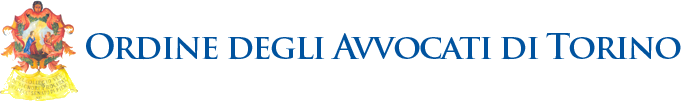 ORDINE DEGLI AVVOCATI DI TORINO